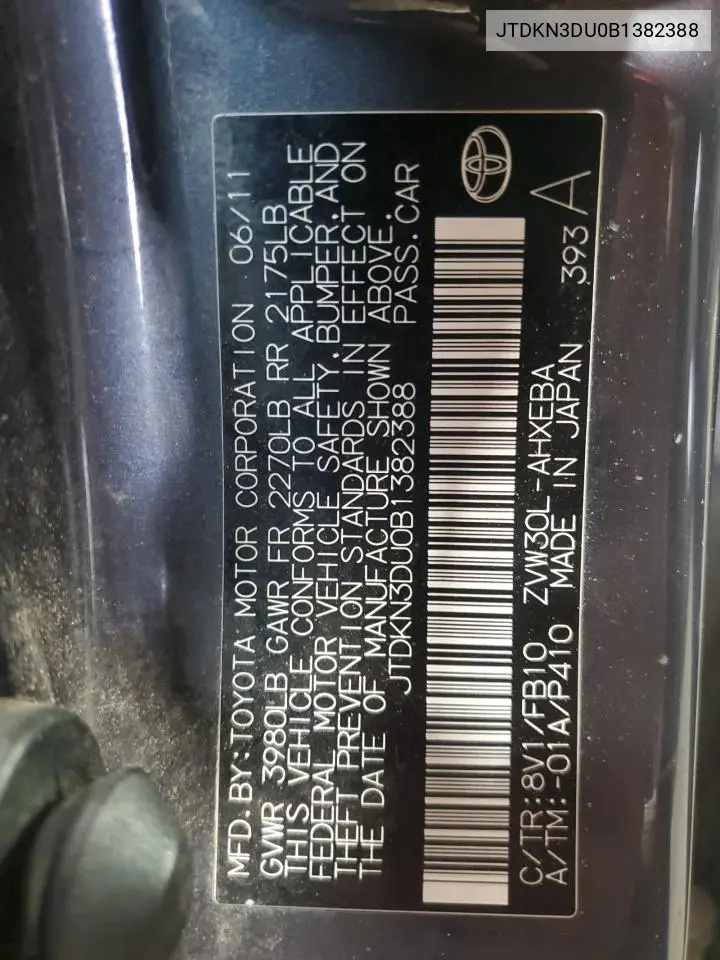 JTDKN3DU0B1382388
MFD. BY: TOYOTA MOTOR CORPORATION 06/11
GVWR 3980LB GAWR FR 2270LB RR 2175LB
THIS VEHICLE CONFORMS TO ALL APPLICABLE
FEDERAL MOTOR VEHICLE SAFETY, BUMPER, AND
THEFT PREVENTION STANDARDS IN EFFECT ON
THE DATE OF MANUFACTURE SHOWN ABOVE.
JTDKN3DU0B1382388 PASS. CAR
C/TR: 8V1/FB10 ZVW30L-AHXEBA 393 A
A/TM: -01A/P410 MADE IN JAPAN